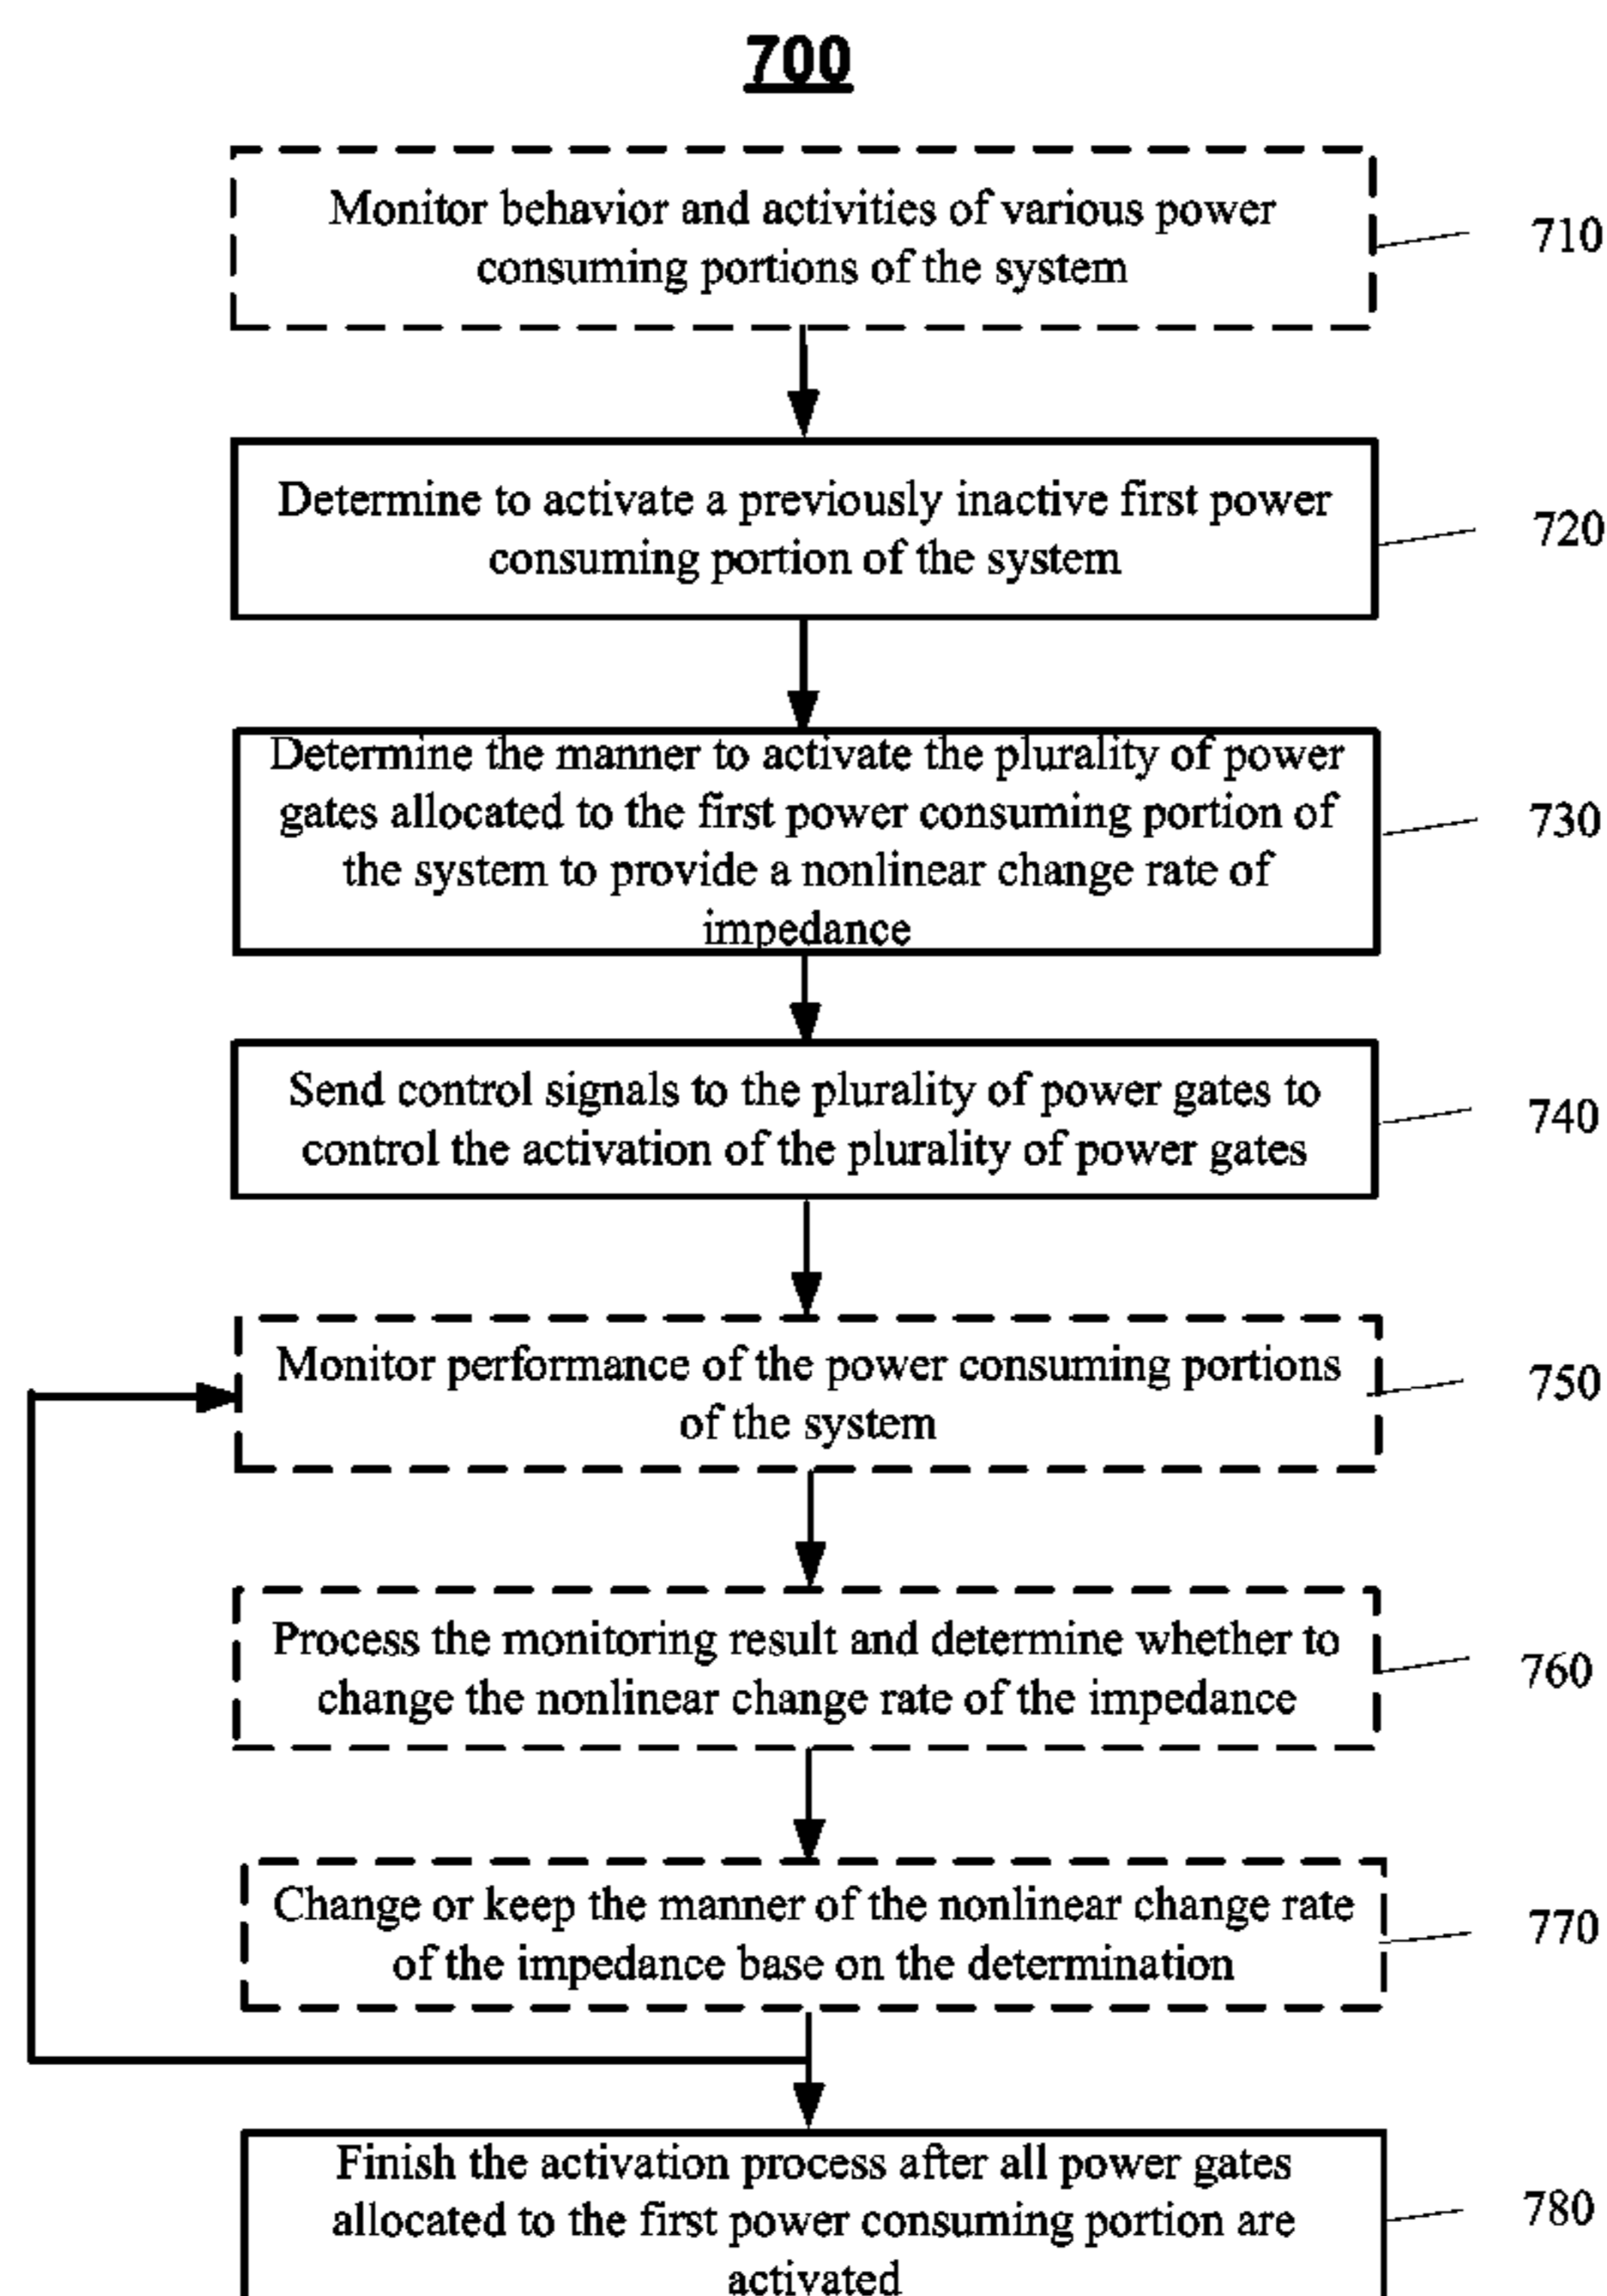 700
Monitor behavior and activities of various power
consuming portions of the system
710
Determine to activate a previously inactive first power
consuming portion of the system
720
Determine the manner to activate the plurality of power
gates allocated to the first power consuming portion of
the system to provide a nonlinear change rate of
impedance
730
Send control signals to the plurality of power gates to
control the activation of the plurality of power gates
740
Monitor performance of the power consuming portions
of the system
750
Process the monitoring result and determine whether to
change the nonlinear change rate of the impedance
760
Change or keep the manner of the nonlinear change rate
of the impedance base on the determination
770
Finish the activation process after all power gates
allocated to the first power consuming portion are
activated
780